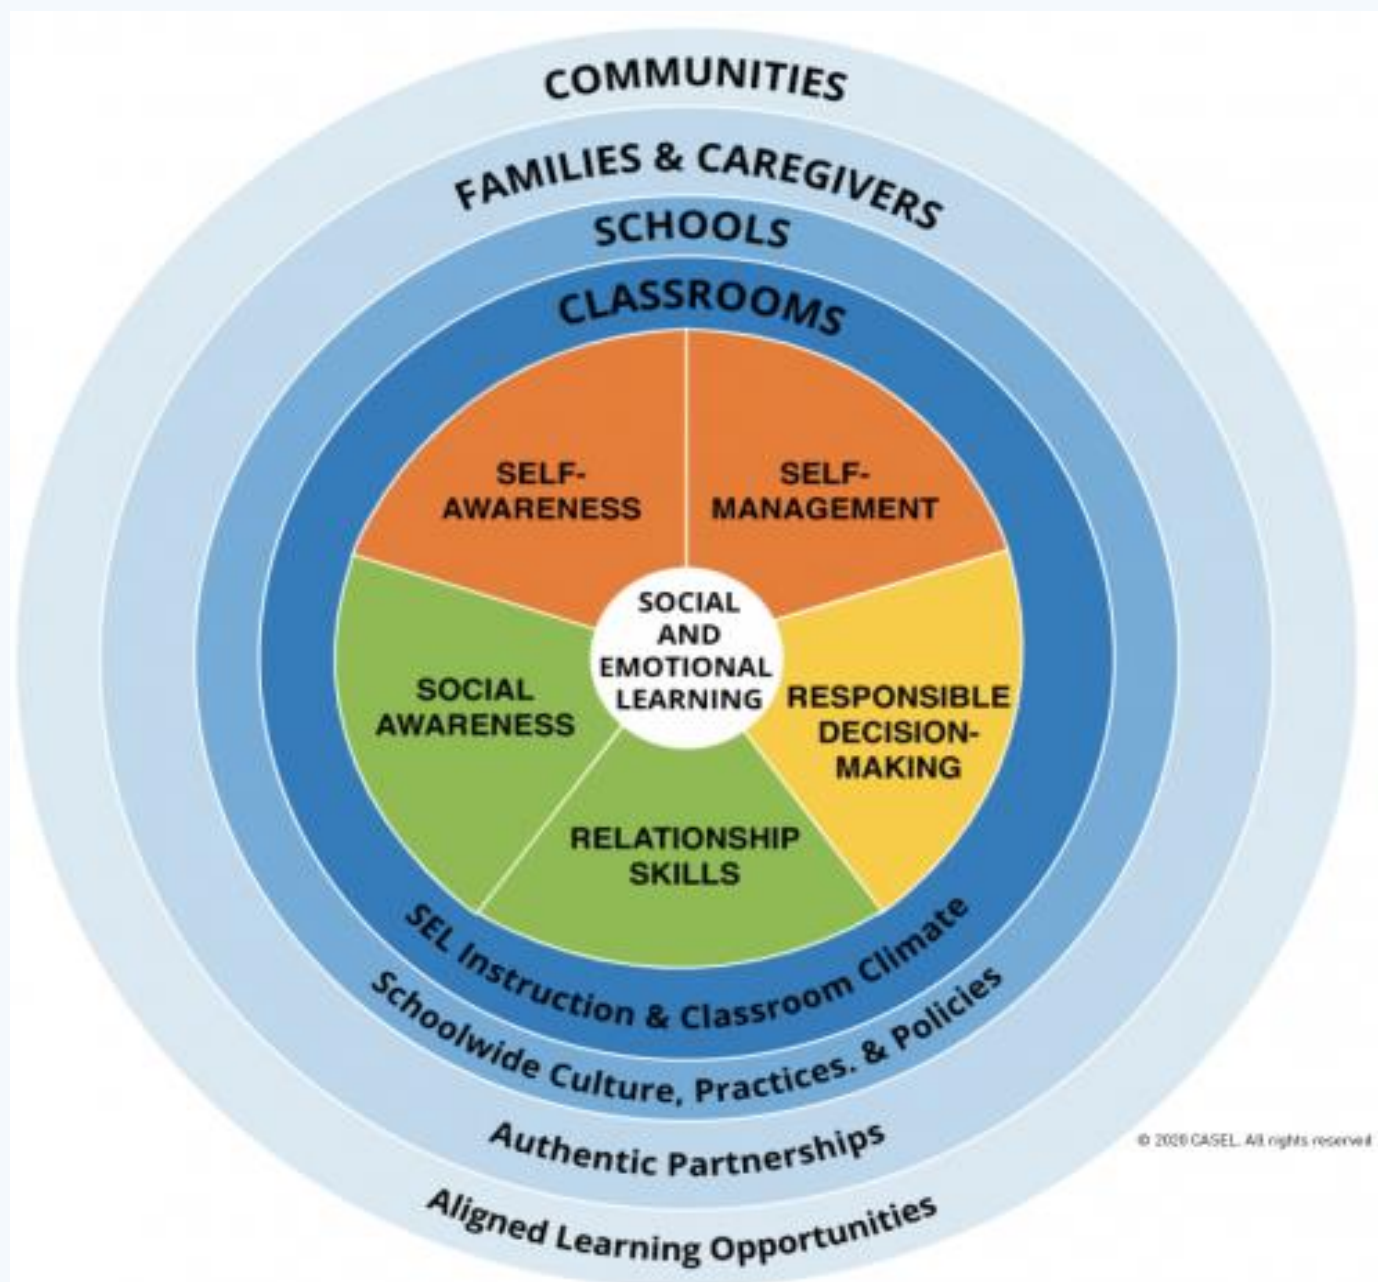 COMMUNITIES
FAMILIES & CAREGIVERS
SCHOOLS
CLASSROOMS
SELF-
AWARENESS
SELF-
MANAGEMENT
SOCIAL
AND
EMOTIONAL
LEARNING
SOCIAL
AWARENESS
RESPONSIBLE
DECISION-
MAKING
RELATIONSHIP
SKILLS
SEL Instruction & Classroom Climate
Schoolwide Culture, Practices. & Policies
Authentic Partnerships
Aligned Learning Opportunities
© 2020 CASEL. All rights reserved